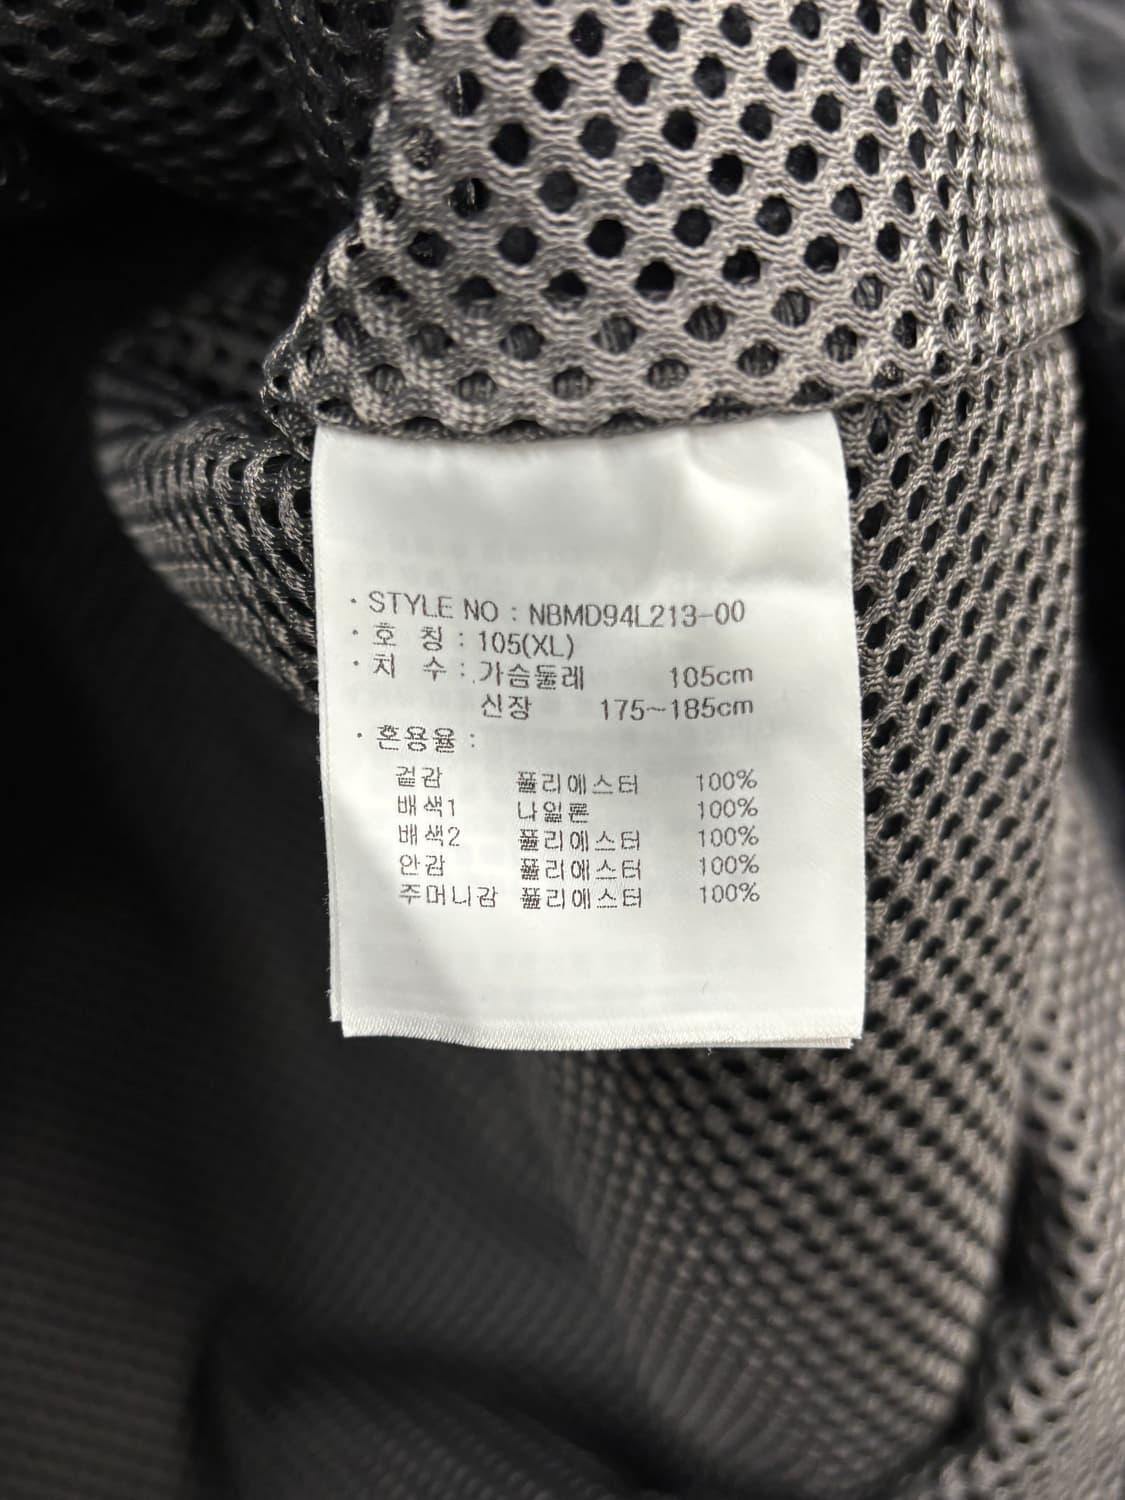 · STYLE NO : NBMD94L213-00
· 호 칭 : 105(XL)
· 치 수 : 가슴둘레 105cm
신장 175~185cm
· 혼용율 :
겉감 폴리에스터 100%
배색1 나일론 100%
배색2 폴리에스터 100%
안감 폴리에스터 100%
주머니감 폴리에스터 100%